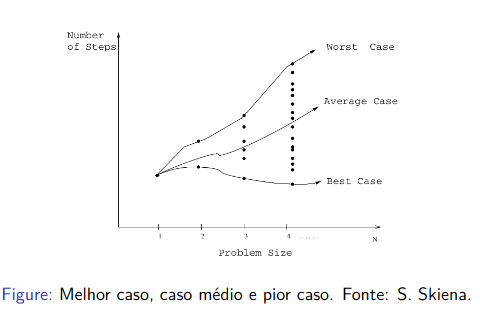 Number
of Steps
Worst Case
Average Case
Best Case
1 2 3 4 ......
N
Problem Size
Figure: Melhor caso, caso médio e pior caso. Fonte: S. Skiena.